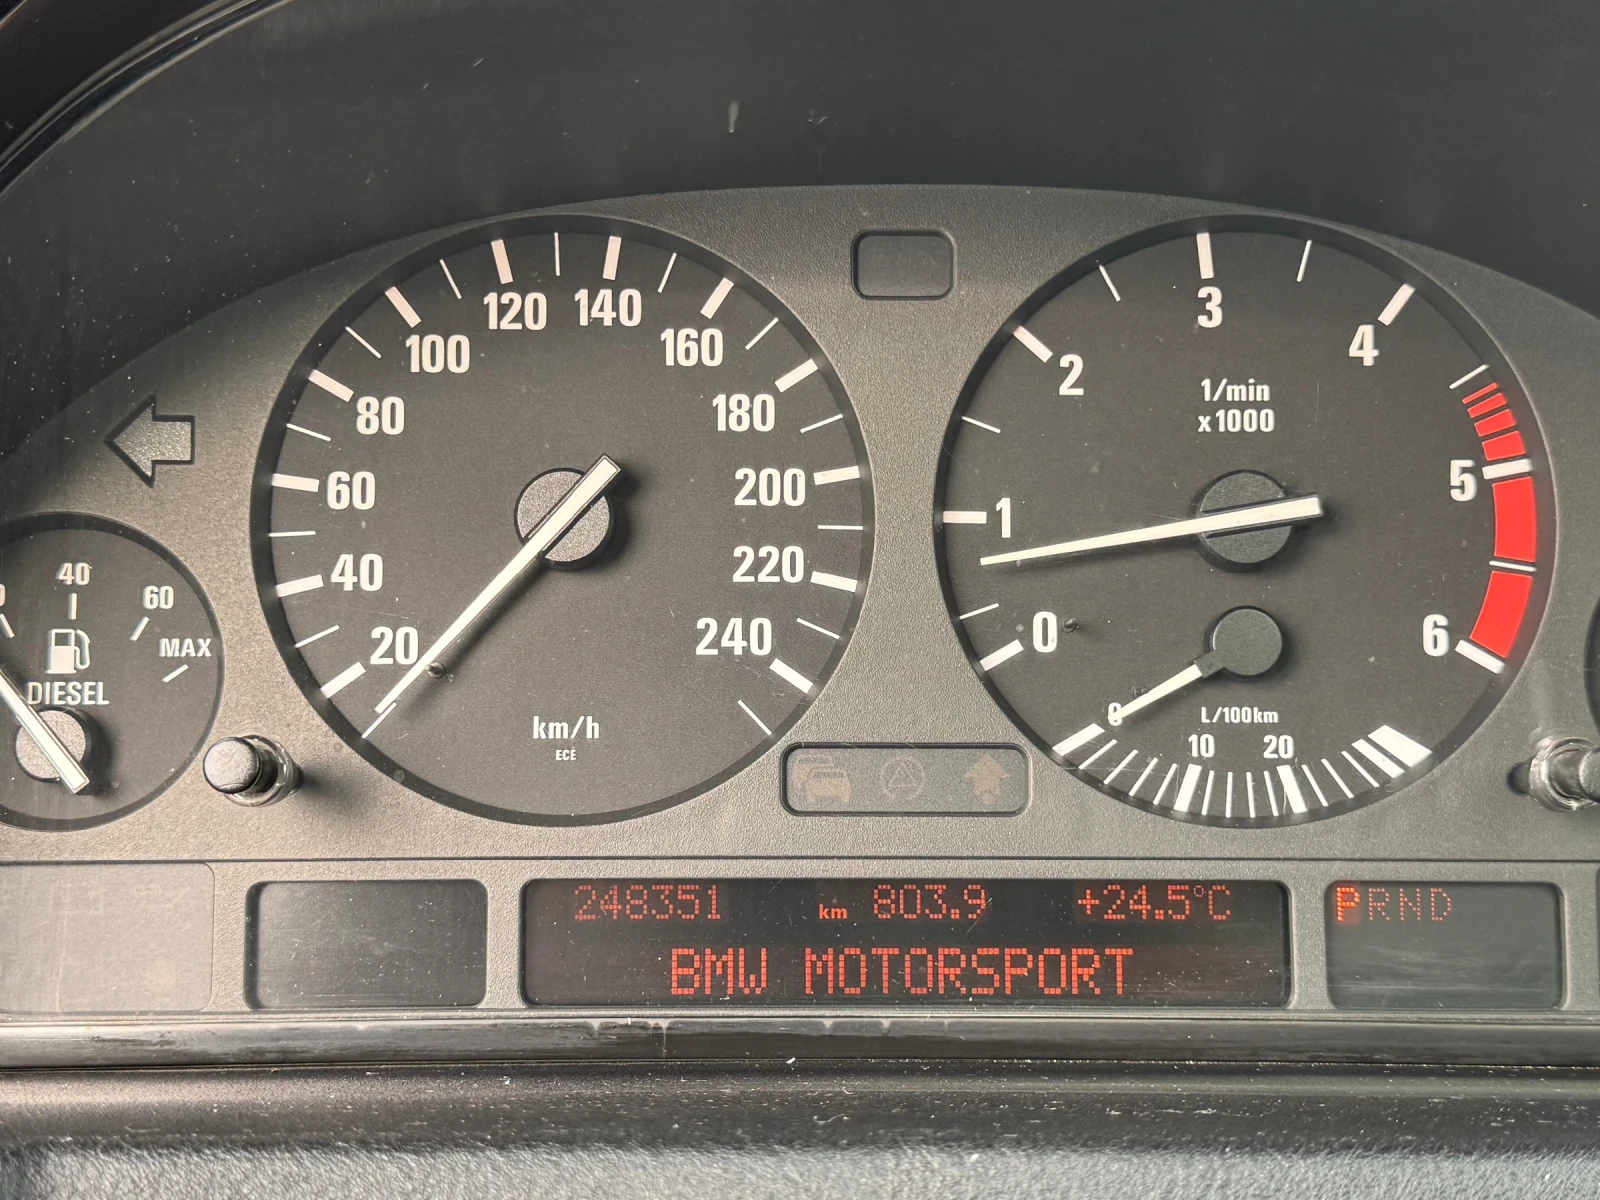 120 140
100 160
80 180
60 200
40 220
20 240
km/h
ECE
3
2 4
1/min
x 1000
1 5
0 6
L/100km
0 10 20
40
60
MAX
DIESEL
248351 km 803.9 +24.5°C
BMW MOTORSPORT
PRND